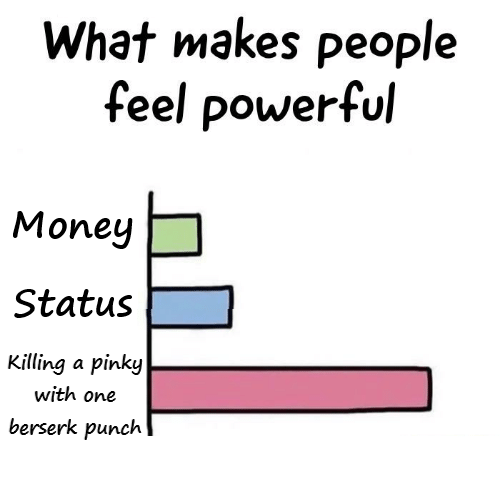 What makes people
feel powerful
Money
Status
Killing a pinky
with one
berserk punch